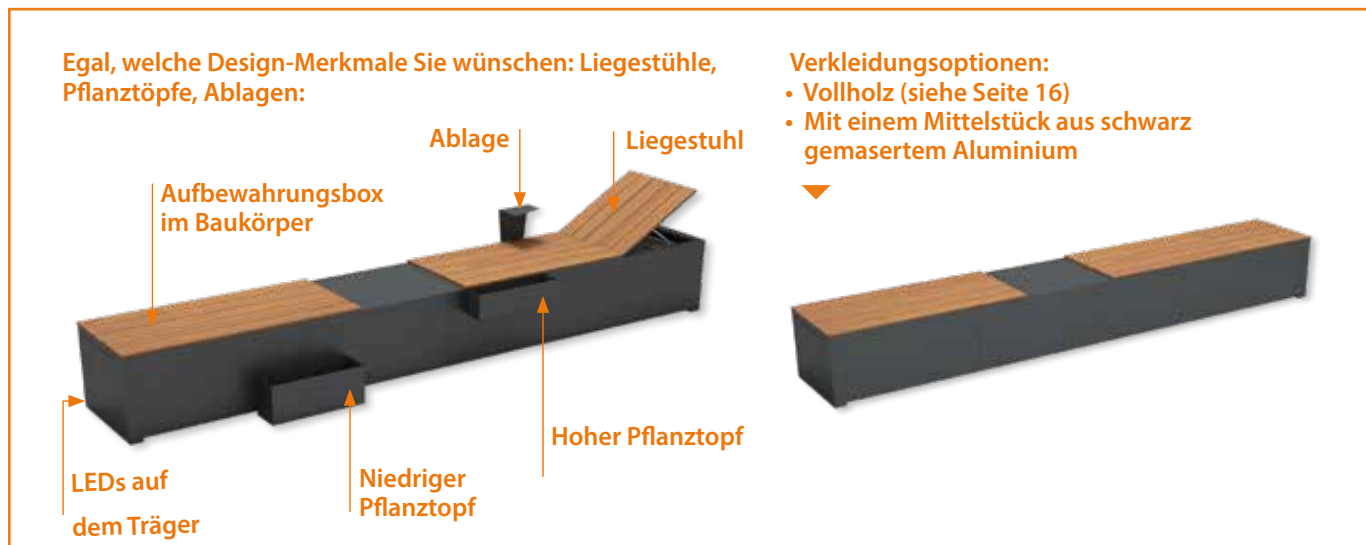 Egal, welche Design-Merkmale Sie wünschen: Liegestühle,
Pflanztöpfe, Ablagen:
Ablage
Liegestuhl
Aufbewahrungsbox
im Baukörper
Hoher Pflanztopf
Niedriger
Pflanztopf
LEDs auf
dem Träger
Verkleidungsoptionen:
• Vollholz (siehe Seite 16)
• Mit einem Mittelstück aus schwarz
gemasertem Aluminium